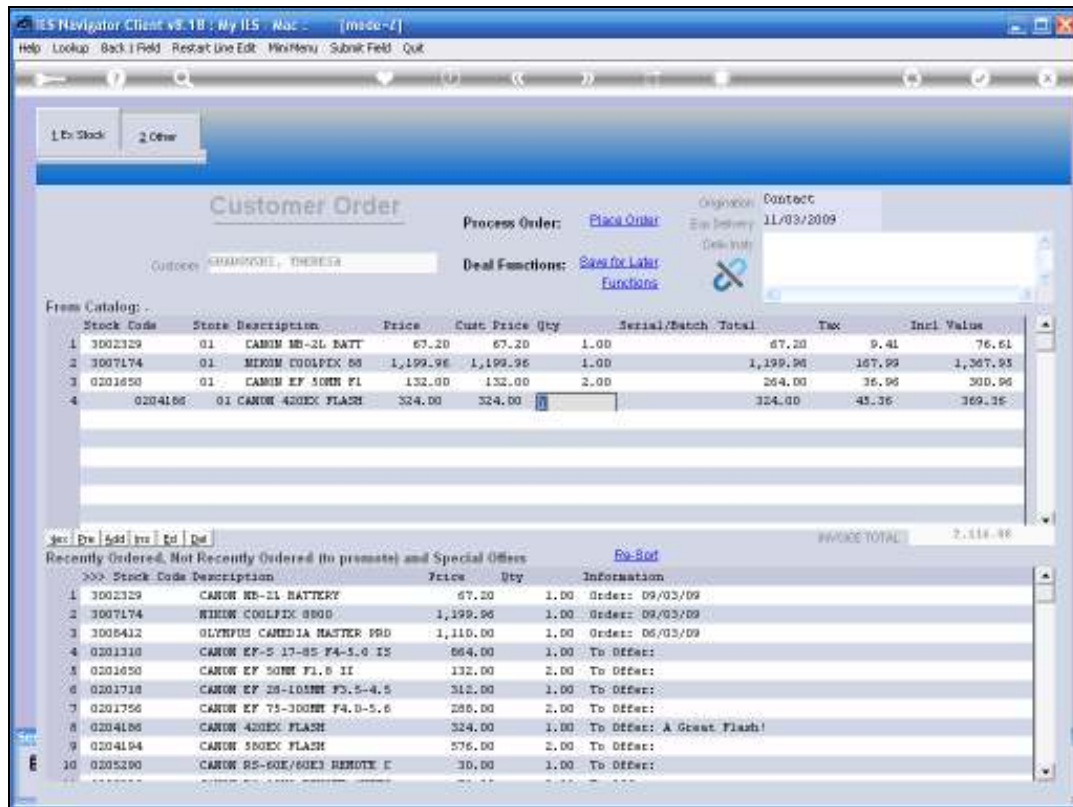 IES Navigator Client v8.1B : My IES - Mac :
Help Lookup Back 1 Field Restart Line Edit MiniMenu Submit Field Quit
1 Ex Stock 2 Other
Customer Order
Process Order: Place Order
Origination Contact
Exp Delivery 11/03/2009
Customer , THERESA
Deal Functions: Save for Later
Functions
Deliv Instr
From Catalog: .
Stock Code Store Description Price Cust Price Qty Serial/Batch Total Tax Incl Value
1 3002329 01 CANON NB-2L BATT 67.20 67.20 1.00 67.20 9.41 76.61
2 3007174 01 NIKON COOLPIX 88 1,199.96 1,199.96 1.00 1,199.96 167.99 1,367.95
3 0201650 01 CANON EF 50MM F1 132.00 132.00 2.00 264.00 36.96 300.96
4 0204186 01 CANON 420EX FLASH 324.00 324.00 324.00 45.36 369.36
Pre Add Ins Del
INVOICE TOTAL
Recently Ordered, Not Recently Ordered (to promote) and Special Offers Re-Sort
>>> Stock Code Description Price Qty Information
1 3002329 CANON NB-2L BATTERY 67.20 1.00 Order: 09/03/09
2 3007174 NIKON COOLPIX 8800 1,199.96 1.00 Order: 09/03/09
3 3008412 OLYMPUS CAMEDIA MASTER PRO 1,110.00 1.00 Order: 06/03/09
4 0201310 CANON EF-S 17-85 F4-5.0 IS 864.00 1.00 To Offer:
5 0201650 CANON EF 50MM F1.8 II 132.00 2.00 To Offer:
6 0201718 CANON EF 28-105MM F3.5-4.5 312.00 1.00 To Offer:
7 0201756 CANON EF 75-300MM F4.0-5.6 288.00 2.00 To Offer:
8 0204186 CANON 420EX FLASH 324.00 1.00 To Offer: A Great Flash!
9 0204194 CANON 580EX FLASH 576.00 2.00 To Offer:
10 0205290 CANON RS-60E/60E3 REMOTE C 30.00 1.00 To Offer: